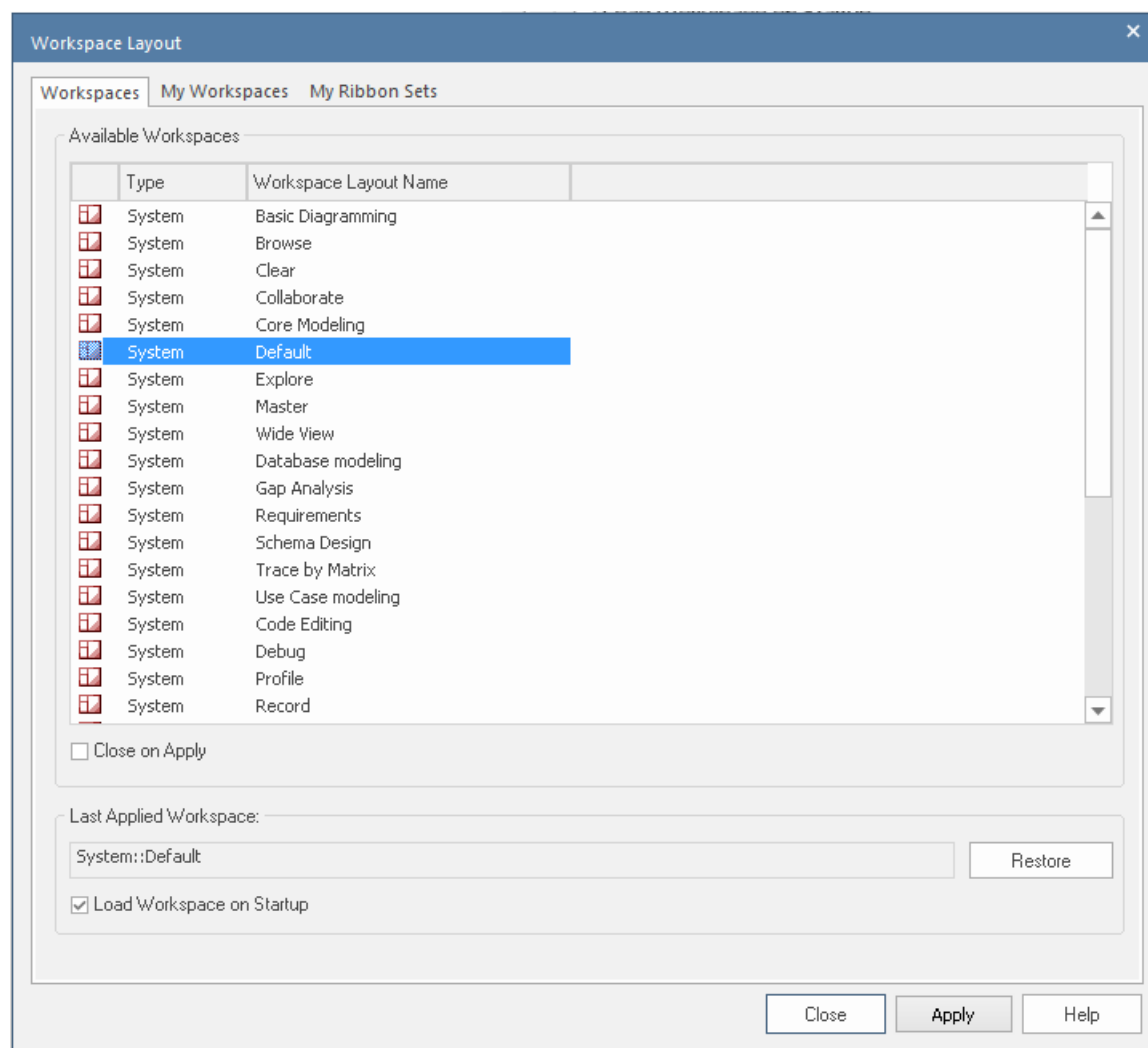 Workspace Layout
Workspaces My Workspaces My Ribbon Sets
Available Workspaces
Type Workspace Layout Name
System Basic Diagramming
System Browse
System Clear
System Collaborate
System Core Modeling
System Default
System Explore
System Master
System Wide View
System Database modeling
System Gap Analysis
System Requirements
System Schema Design
System Trace by Matrix
System Use Case modeling
System Code Editing
System Debug
System Profile
System Record
Close on Apply
Last Applied Workspace:
System::Default Restore
Load Workspace on Startup
Close Apply Help